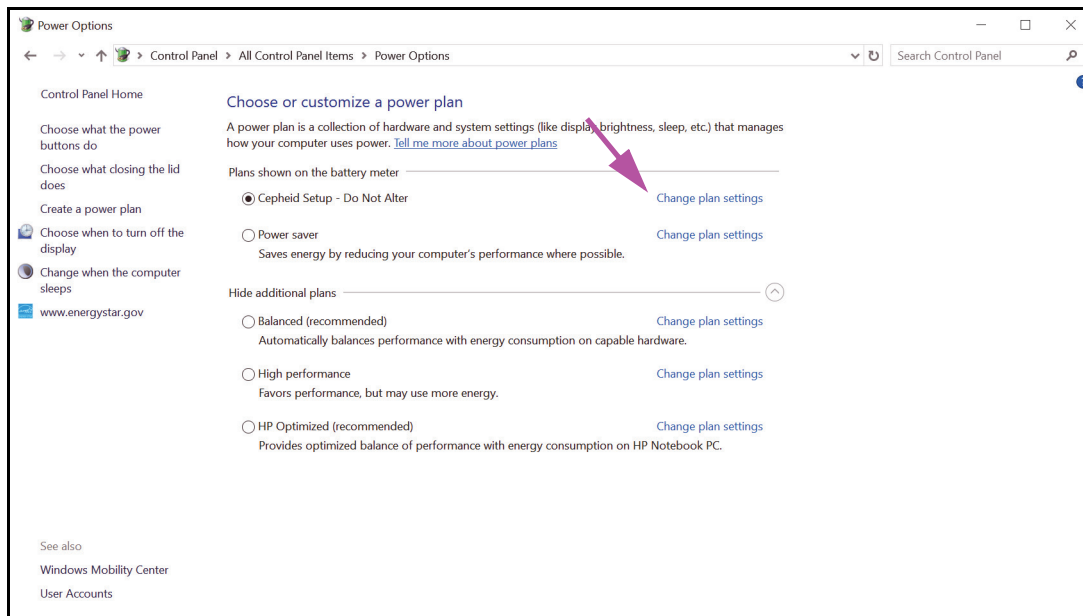 Power Options
Control Panel > All Control Panel Items > Power Options
Search Control Panel
Control Panel Home
Choose what the power
buttons do
Choose what closing the lid
does
Create a power plan
Choose when to turn off the
display
Change when the computer
sleeps
www.energystar.gov
Choose or customize a power plan
A power plan is a collection of hardware and system settings (like display brightness, sleep, etc.) that manages
how your computer uses power. Tell me more about power plans
Plans shown on the battery meter
Cepheid Setup - Do Not Alter Change plan settings
Power saver Change plan settings
Saves energy by reducing your computer's performance where possible.
Hide additional plans
Balanced (recommended) Change plan settings
Automatically balances performance with energy consumption on capable hardware.
High performance Change plan settings
Favors performance, but may use more energy.
HP Optimized (recommended) Change plan settings
Provides optimized balance of performance with energy consumption on HP Notebook PC.
See also
Windows Mobility Center
User Accounts